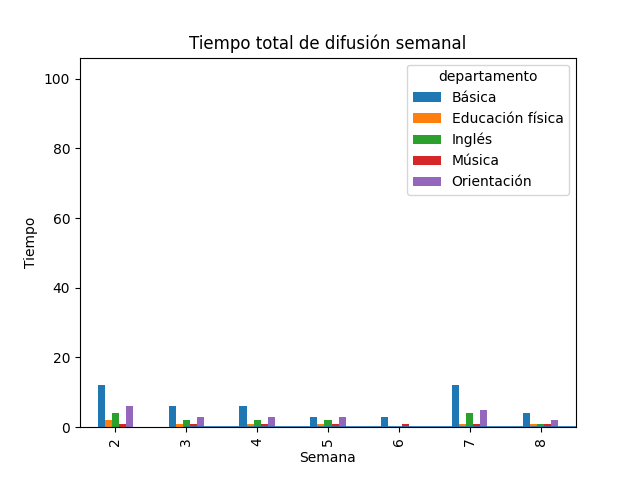 Tiempo total de difusión semanal
departamento
Básica
Educación física
Inglés
Música
Orientación
Tiempo
100
80
60
40
20
0
2
3
4
5
6
7
8
Semana